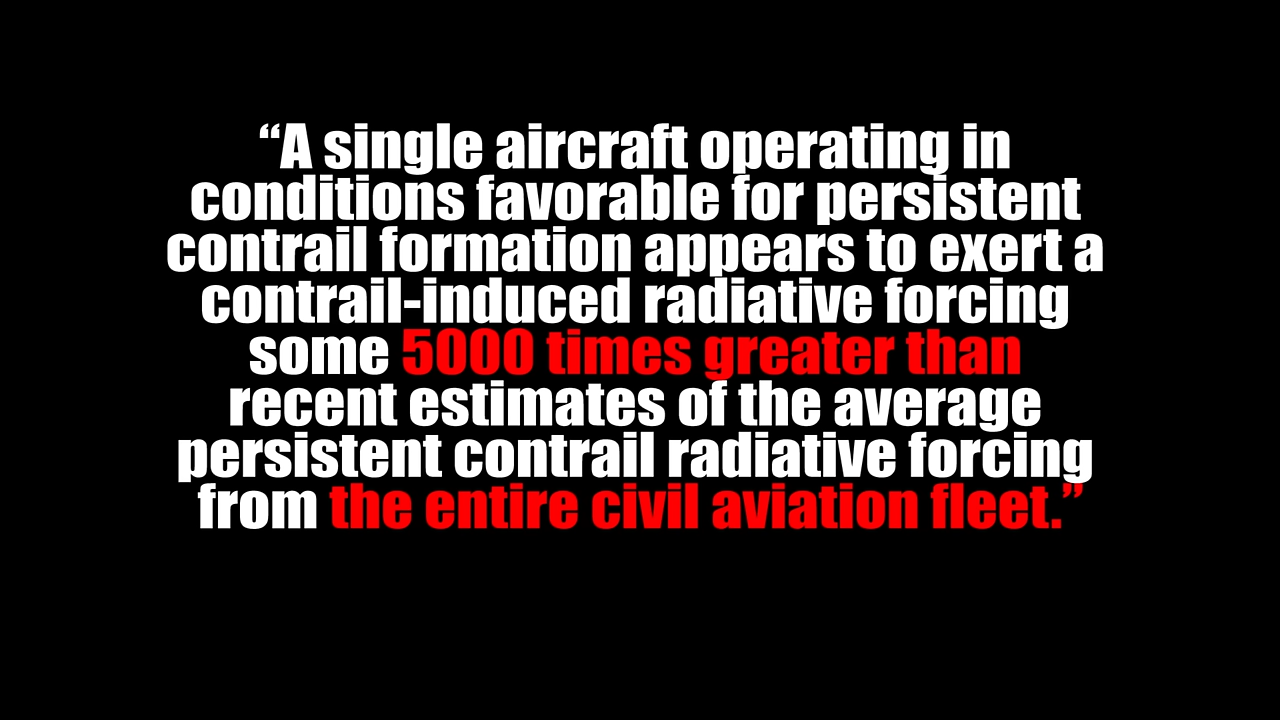 “A single aircraft operating in
conditions favorable for persistent
contrail formation appears to exert a
contrail-induced radiative forcing
some 5000 times greater than
recent estimates of the average
persistent contrail radiative forcing
from the entire civil aviation fleet.”